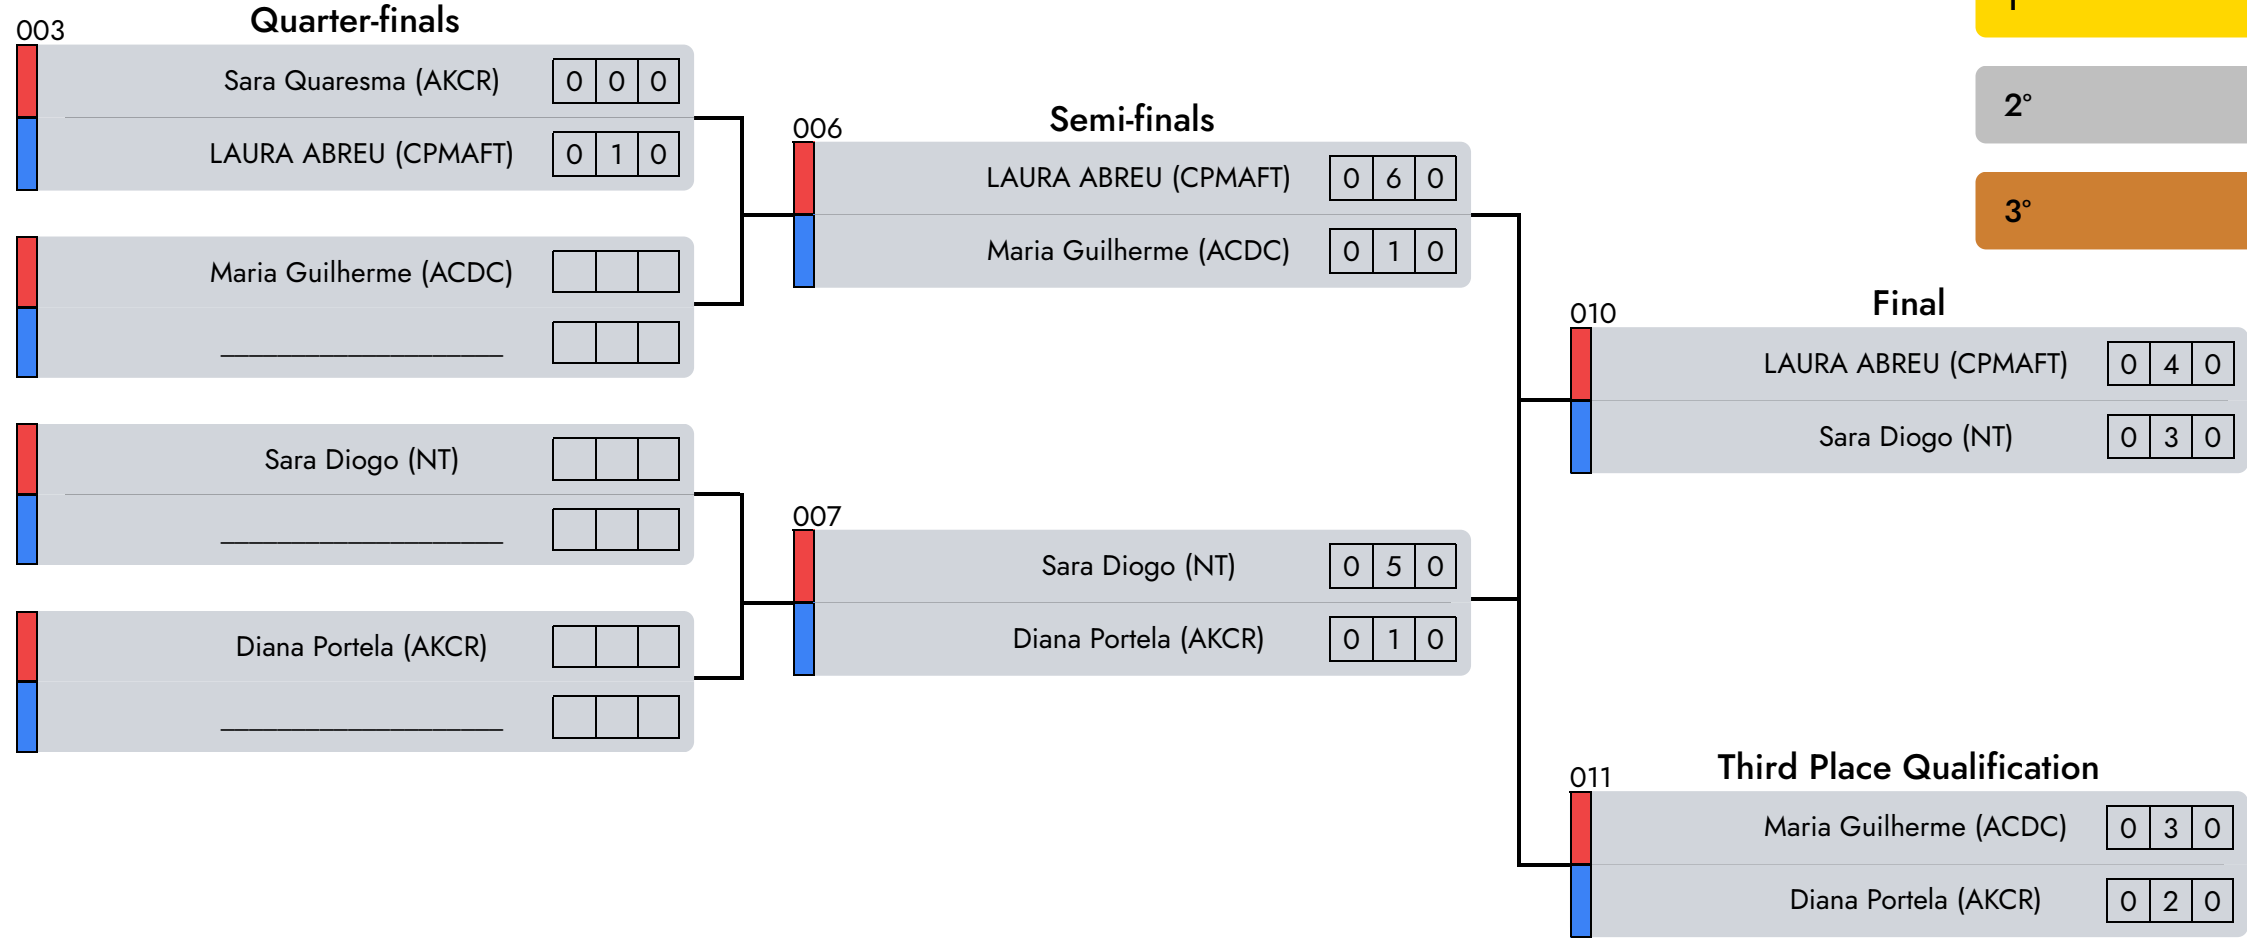 Quarter-finals
003
Sara Quaresma (AKCR) 0 0 0
LAURA ABREU (CPMAFT) 0 1 0
Maria Guilherme (ACDC)
____________________
Sara Diogo (NT)
____________________
Diana Portela (AKCR)
____________________
Semi-finals
006
LAURA ABREU (CPMAFT) 0 6 0
Maria Guilherme (ACDC) 0 1 0
007
Sara Diogo (NT) 0 5 0
Diana Portela (AKCR) 0 1 0
2°
3°
Final
010
LAURA ABREU (CPMAFT) 0 4 0
Sara Diogo (NT) 0 3 0
Third Place Qualification
011
Maria Guilherme (ACDC) 0 3 0
Diana Portela (AKCR) 0 2 0